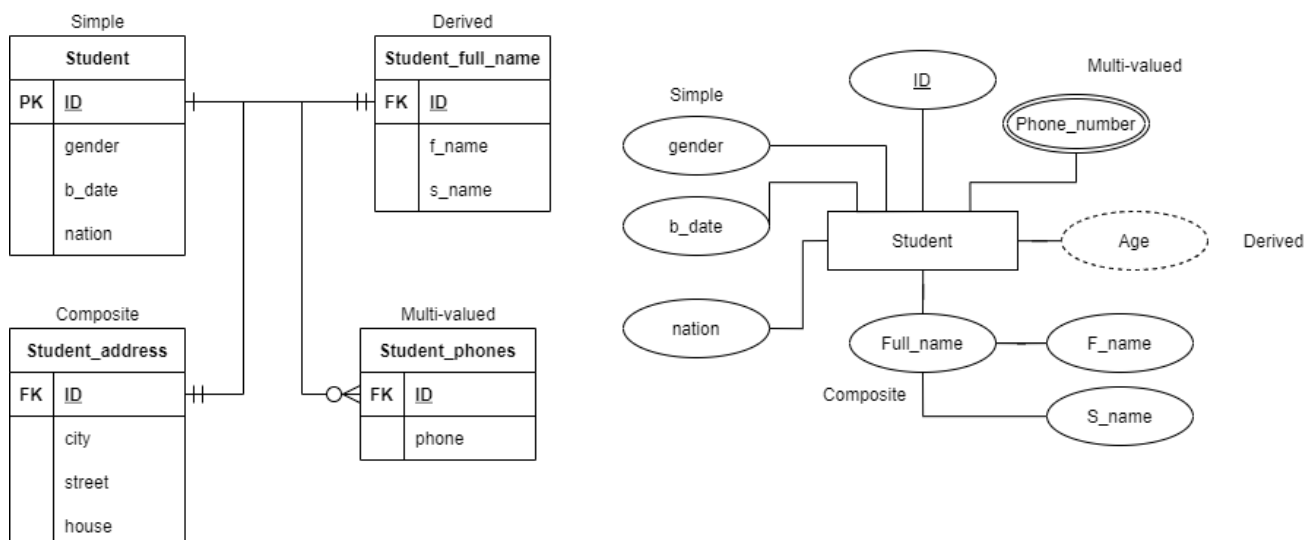 Simple
Student
PK ID
gender
b_date
nation
Derived
Student_full_name
FK ID
f_name
s_name
Composite
Student_address
FK ID
city
street
house
Multi-valued
Student_phones
FK ID
phone
ID
Multi-valued
Phone_number
Simple
gender
b_date
nation
Student
Age
Derived
Full_name
F_name
Composite
S_name